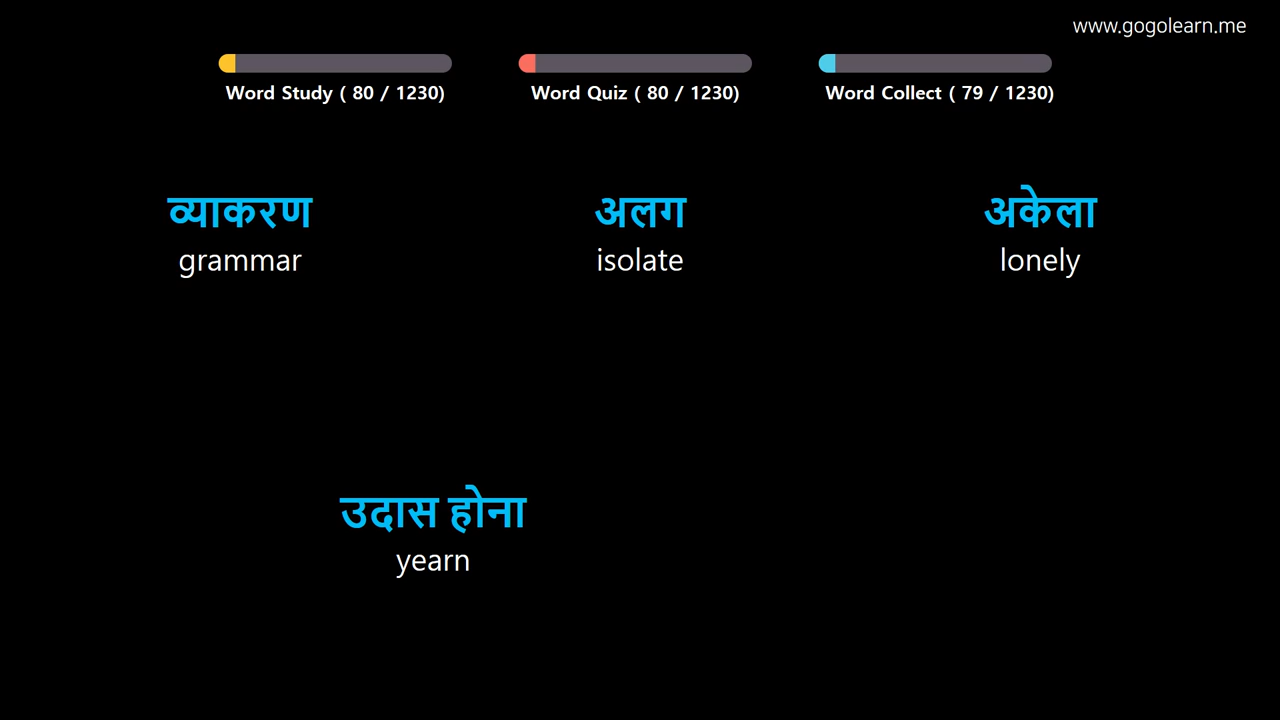 www.gogolearn.me
Word Study ( 80 / 1230)
Word Quiz ( 80 / 1230)
Word Collect ( 79 / 1230)
व्याकरण
grammar
अलग
isolate
अकेला
lonely
उदास होना
yearn